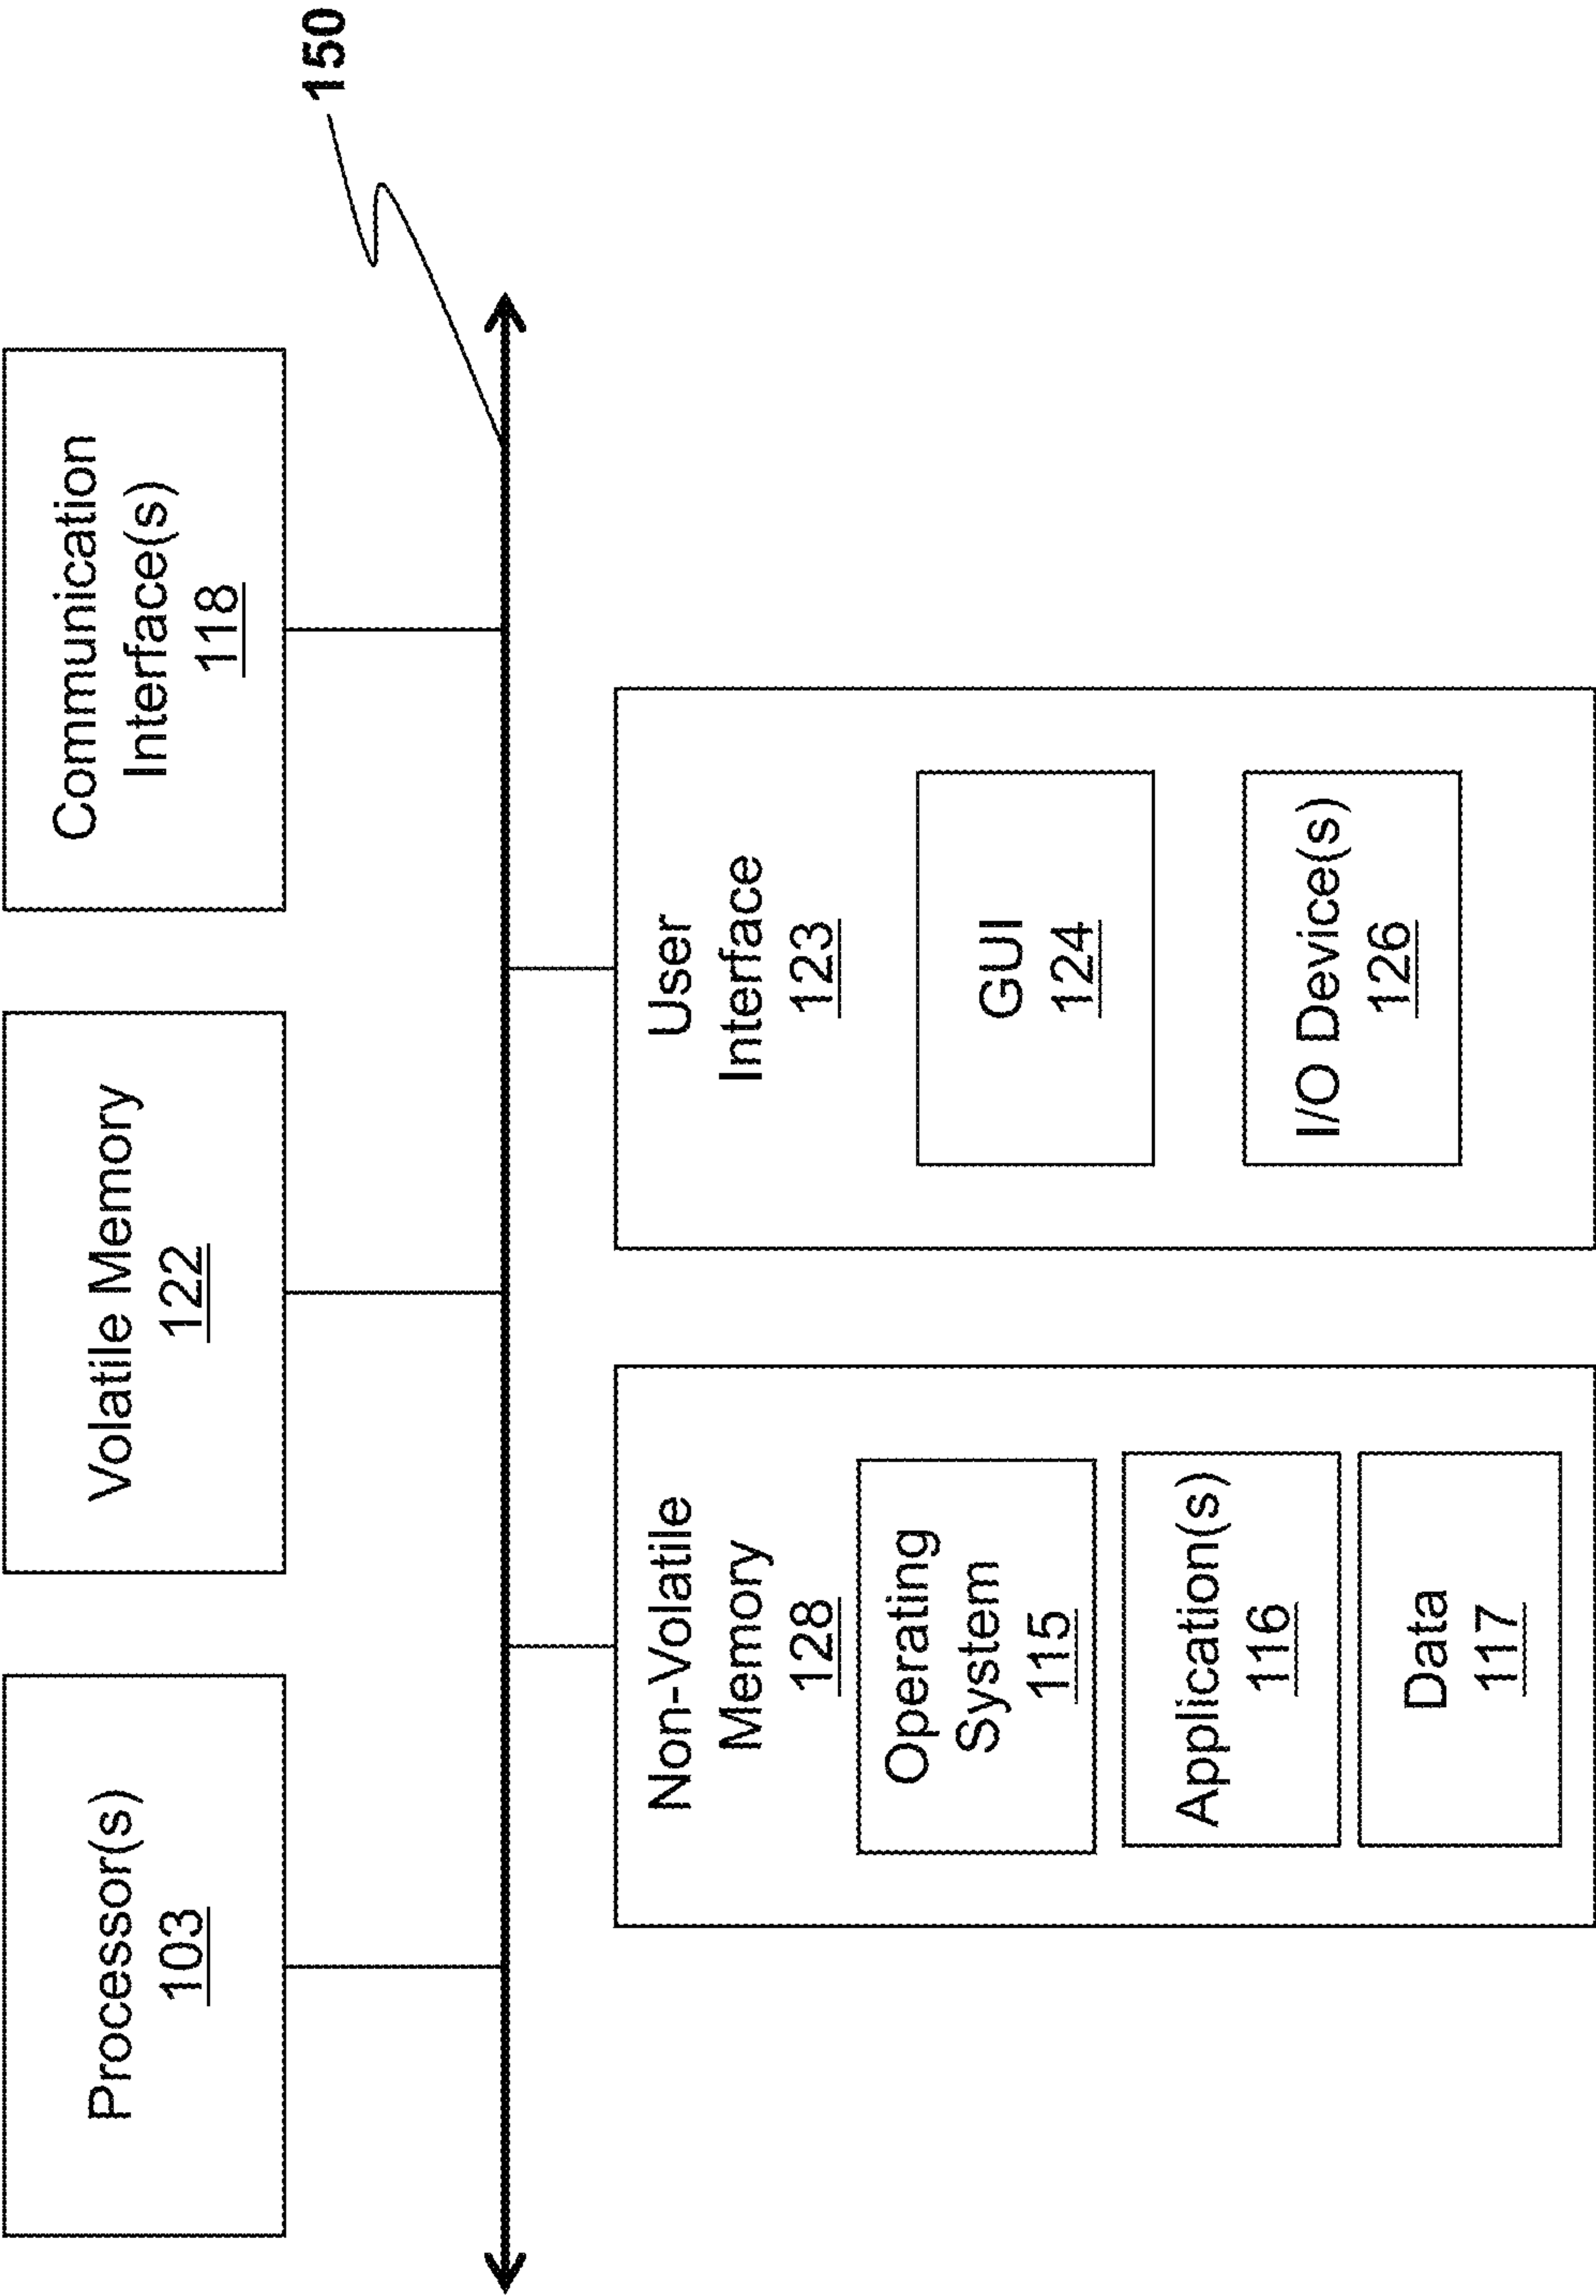 Processor(s)
103
Volatile Memory
122
Communication
Interface(s)
118
150
Non-Volatile
Memory
128
Operating
System
115
Application(s)
116
Data
117
User
Interface
123
GUI
124
I/O Device(s)
126